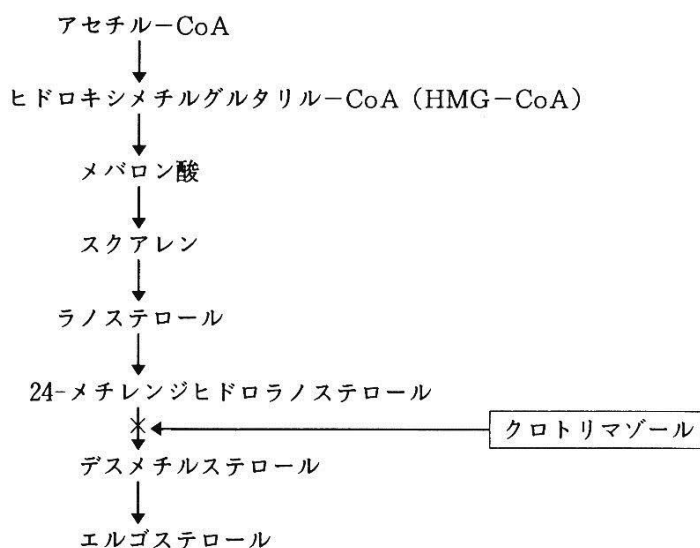 アセチル－CoA
ヒドロキシメチルグルタリル－CoA（HMG－CoA）
メバロン酸
スクアレン
ラノステロール
24-メチレンジヒドロラノステロール
クロトリマゾール
デスメチルステロール
エルゴステロール